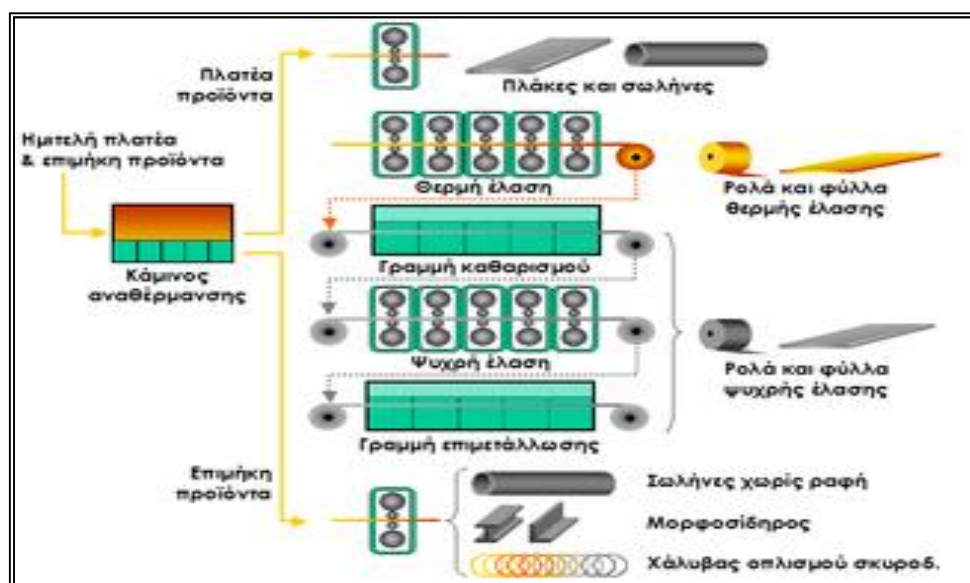 Πλατέα
προϊόντα
Πλάκες και σωλήνες
Ημιτελή πλατέα
& επιμήκη προϊόντα
Θερμή έλαση
Ρολά και φύλλα
θερμής έλασης
Κάμινος
αναθέρμανσης
Γραμμή καθαρισμού
Ψυχρή έλαση
Ρολά και φύλλα
ψυχρής έλασης
Γραμμή επιμετάλλωσης
Επιμήκη
προϊόντα
Σωλήνες χωρίς ραφή
Μορφοσίδηρος
Χάλυβας οπλισμού σκυροδ.